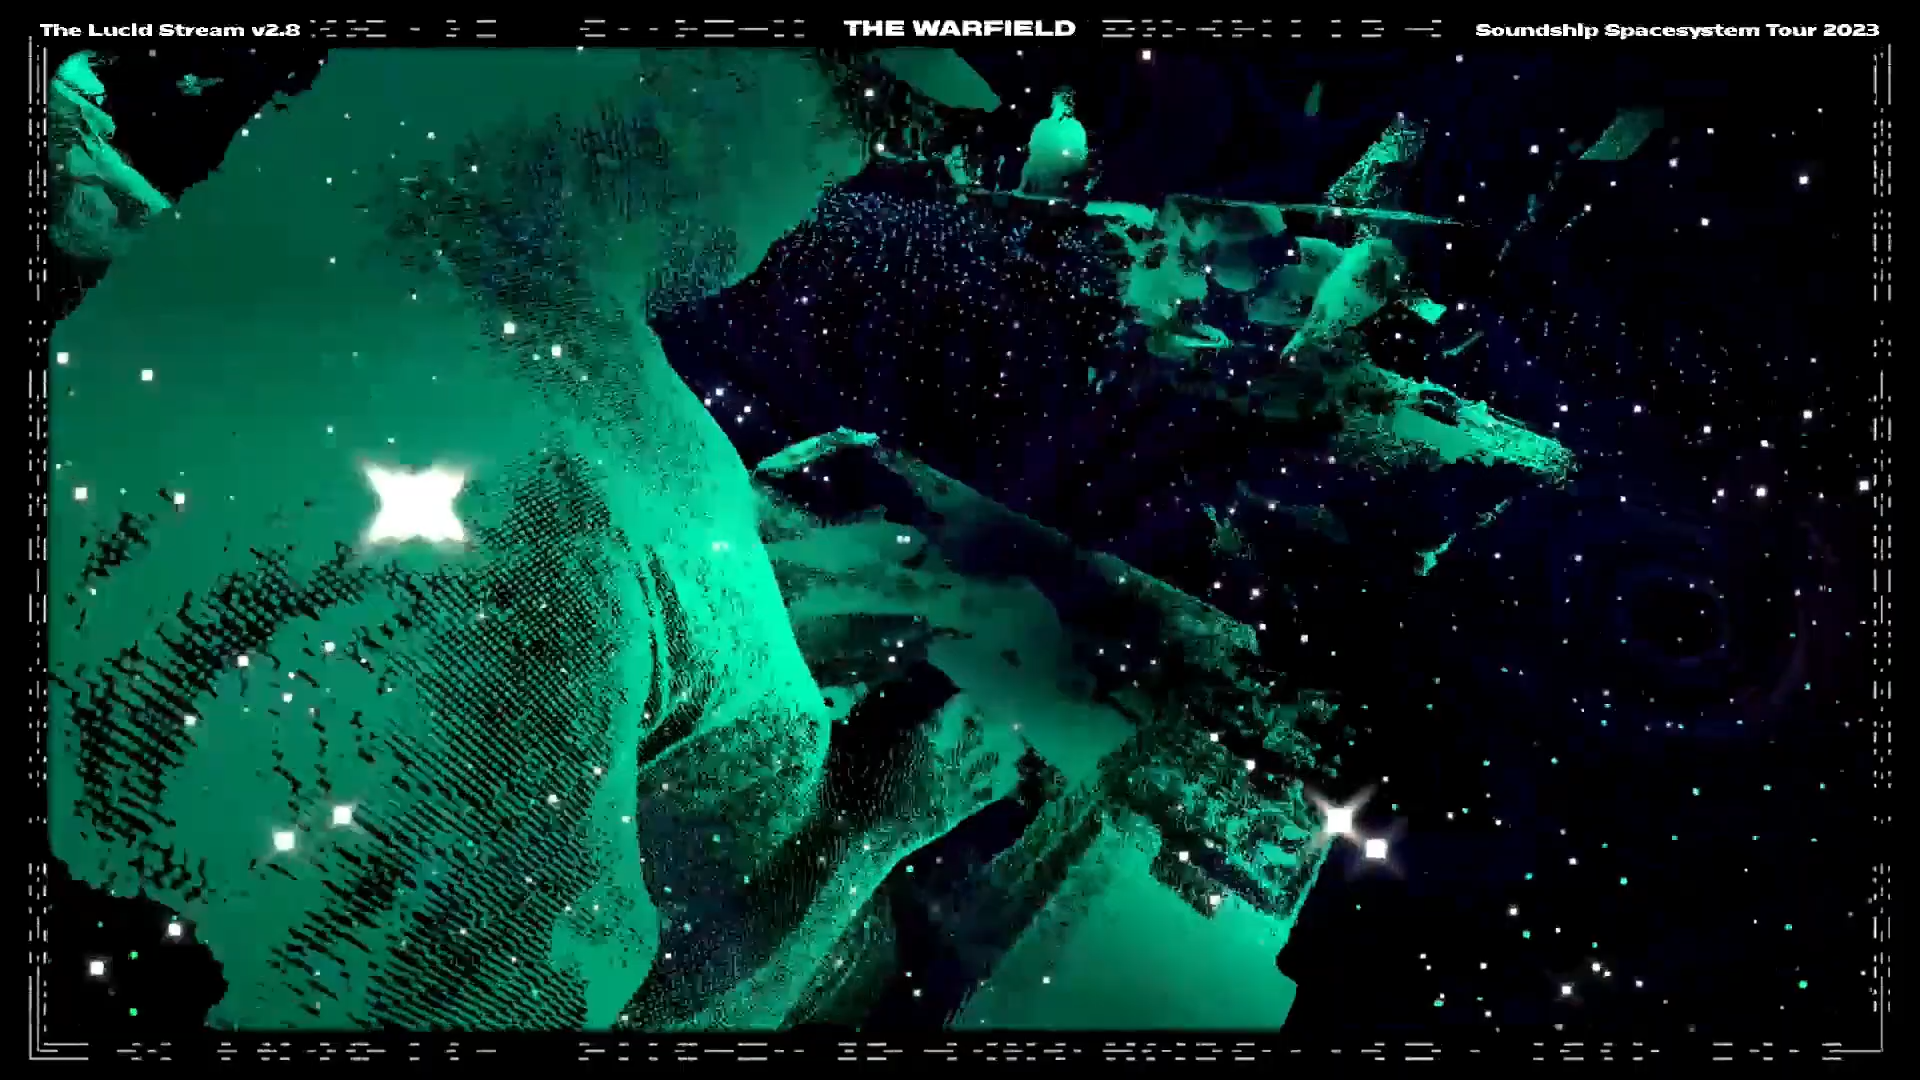 The Lucid Stream v2.8
THE WARFIELD
Soundship Spacesystem Tour 2023